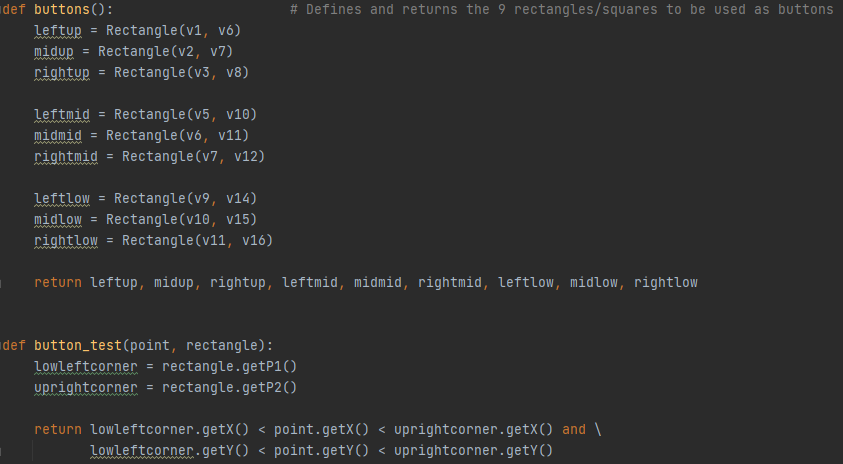 def buttons():                      # Defines and returns the 9 rectangles/squares to be used as buttons
    leftup = Rectangle(v1, v6)
    midup = Rectangle(v2, v7)
    rightup = Rectangle(v3, v8)

    leftmid = Rectangle(v5, v10)
    midmid = Rectangle(v6, v11)
    rightmid = Rectangle(v7, v12)

    leftlow = Rectangle(v9, v14)
    midlow = Rectangle(v10, v15)
    rightlow = Rectangle(v11, v16)

    return leftup, midup, rightup, leftmid, midmid, rightmid, leftlow, midlow, rightlow


def button_test(point, rectangle):
    lowleftcorner = rectangle.getP1()
    uprightcorner = rectangle.getP2()

    return lowleftcorner.getX() < point.getX() < uprightcorner.getX() and \
           lowleftcorner.getY() < point.getY() < uprightcorner.getY()